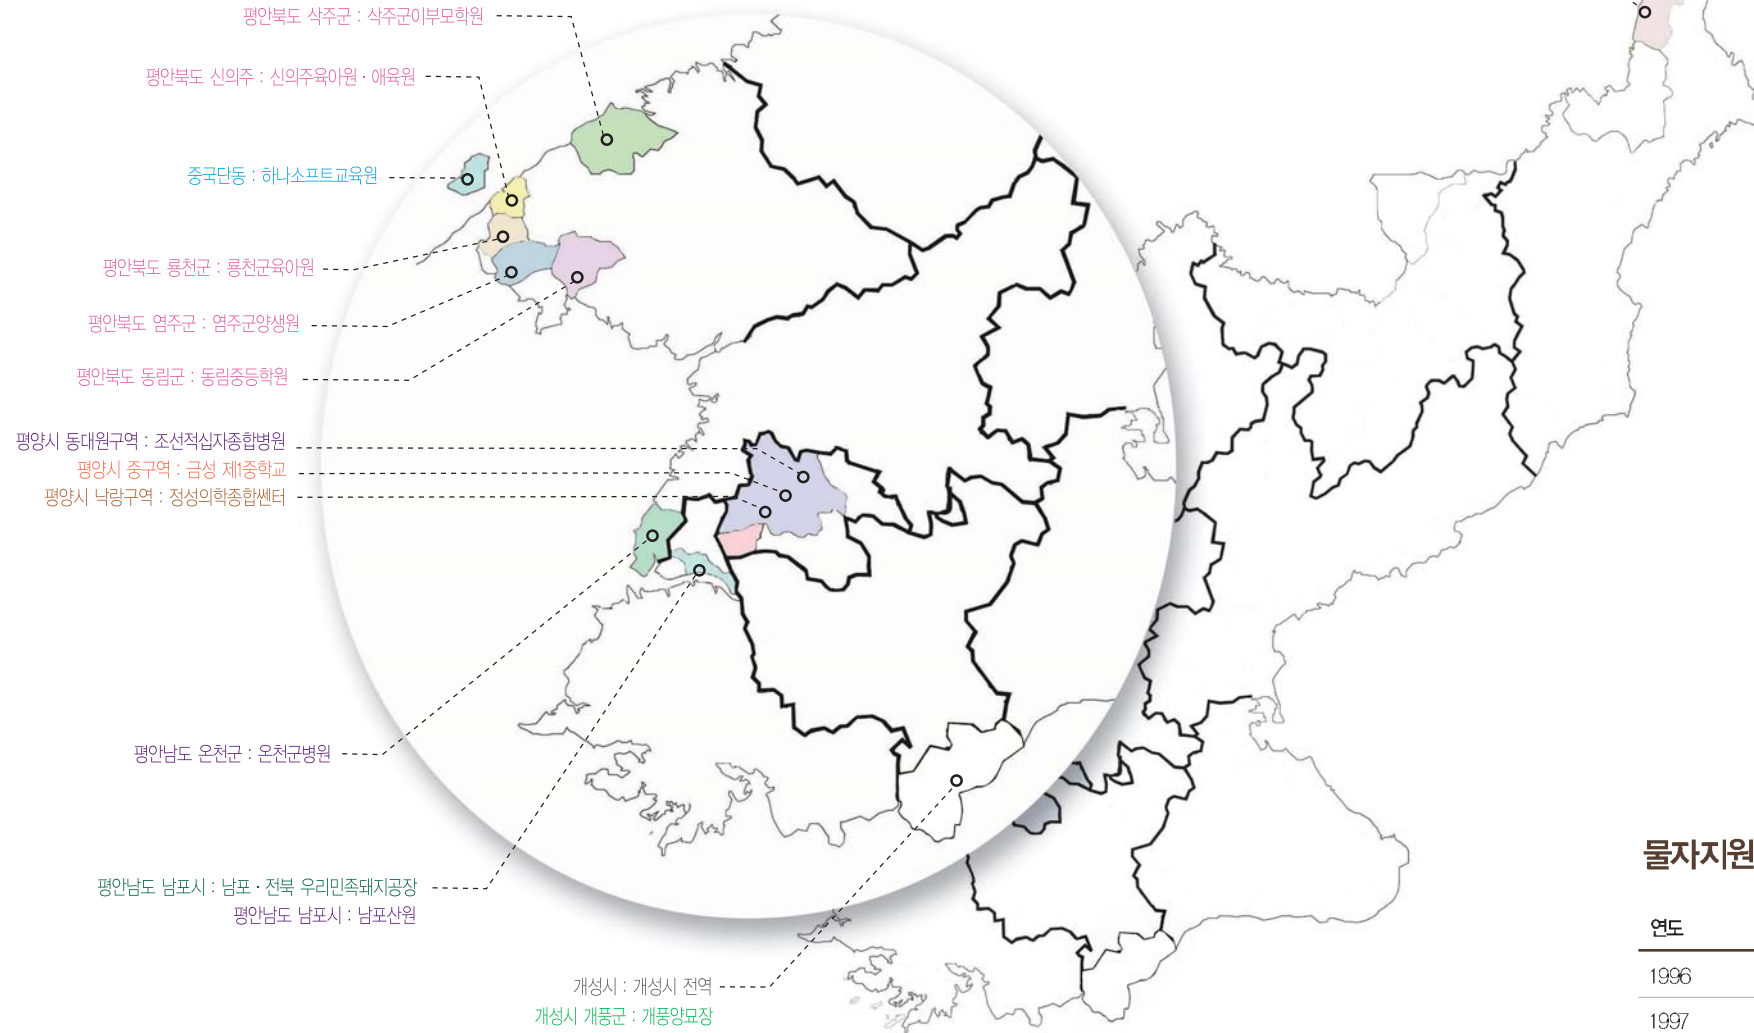 평안북도 삭주군 : 삭주군이부모학원
평안북도 신의주 : 신의주육아원 · 애육원
중국단동 : 하나소프트교육원
평안북도 룡천군 : 룡천군육아원
평안북도 염주군 : 염주군양생원
평안북도 동림군 : 동림중등학원
평양시 동대원구역 : 조선적십자종합병원
평양시 중구역 : 금성 제1중학교
평양시 낙랑구역 : 정성의학종합쎈터
평안남도 온천군 : 온천군병원
평안남도 남포시 : 남포 · 전북 우리민족돼지공장
평안남도 남포시 : 남포산원
개성시 : 개성시 전역
개성시 개풍군 : 개풍양묘장
물자지원
연도
1996
1997